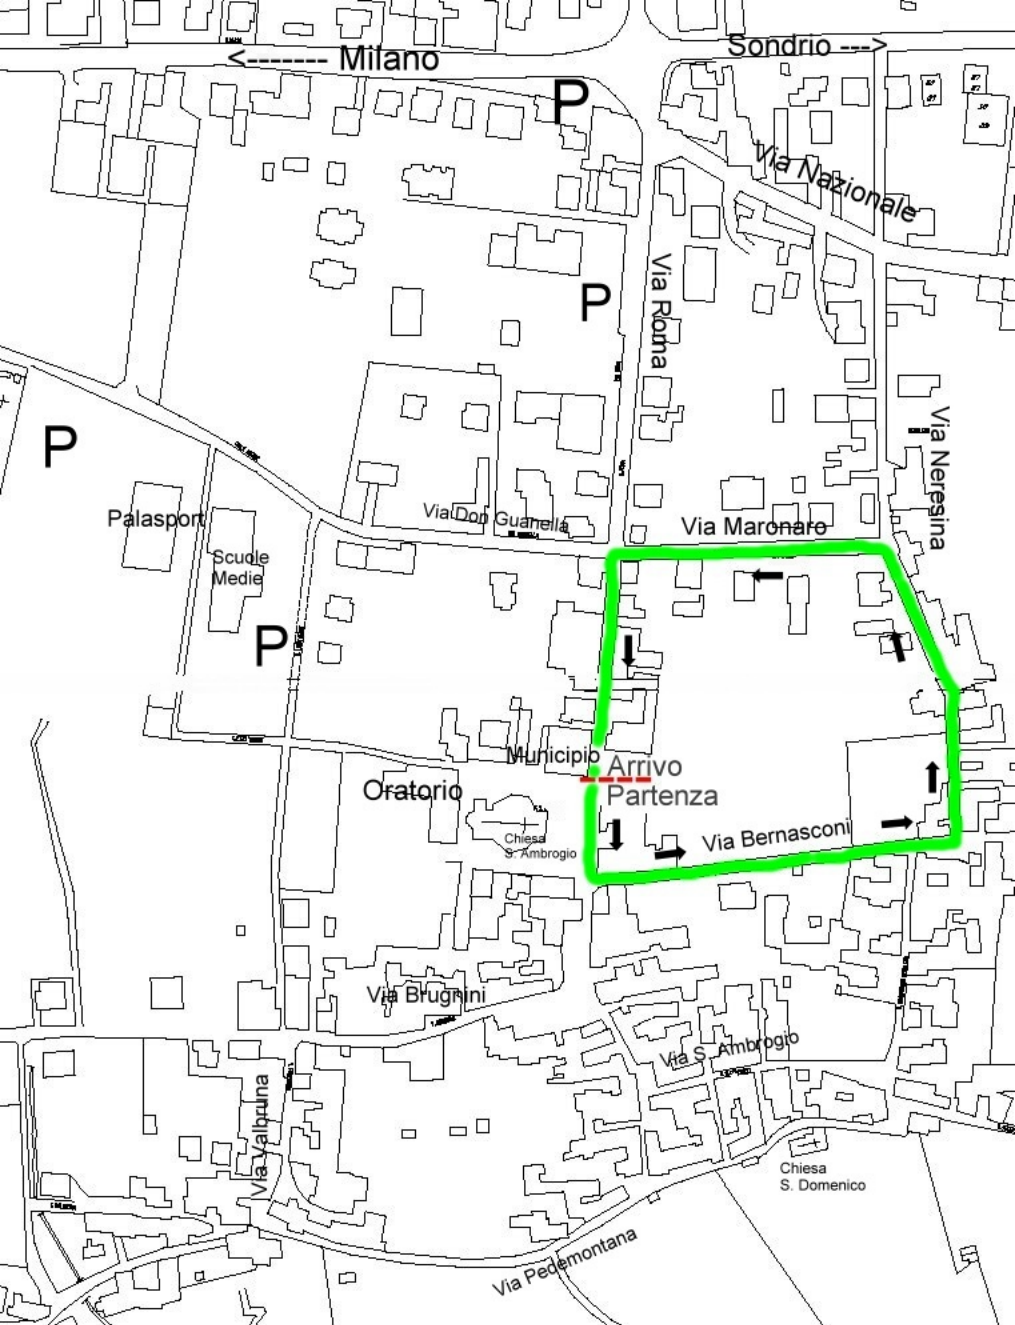 <------- Milano
Sondrio --->
P
Via Nazionale
P
Via Roma
P
Via Neresina
Palasport
Via Don Guanella
Via Maronaro
Scuole
Medie
P
Municipio
Arrivo
Partenza
Oratorio
Chiesa
S. Ambrogio
Via Bernasconi
Via Brugnini
Via S. Ambrogio
Via Valbruna
Chiesa
S. Domenico
Via Pedemontana